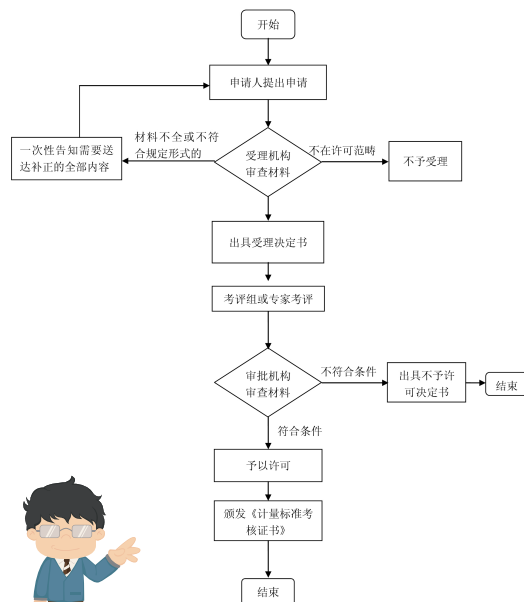 开始
申请人提出申请
材料不全或不符
合规定形式的
一次性告知需要送
达补正的全部内容
受理机构
审查材料
不在许可范畴
不予受理
出具受理决定书
考评组或专家考评
审批机构
审查材料
不符合条件
出具不予许
可决定书
结束
符合条件
予以许可
颁发《计量标准考
核证书》
结束